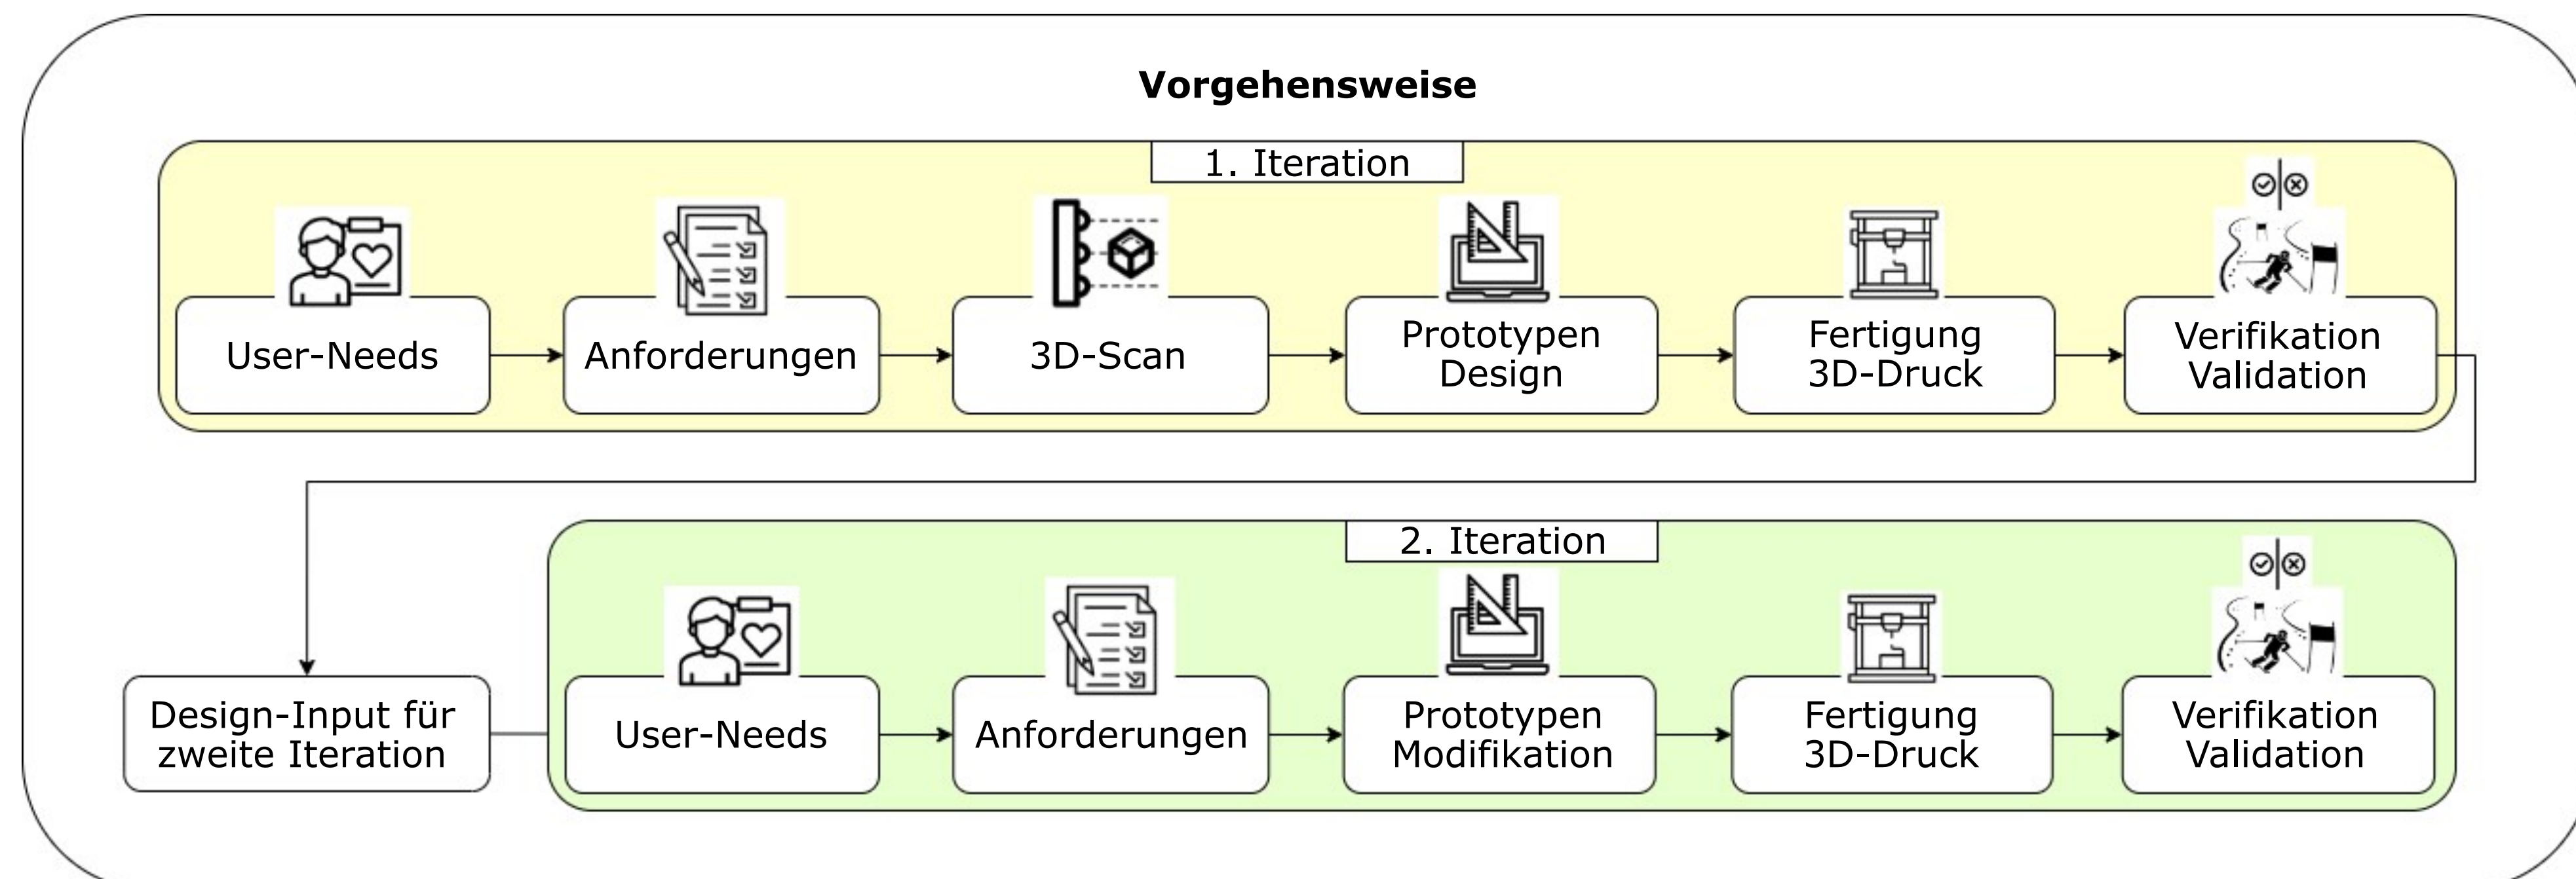 Vorgehensweise
1. Iteration
User-Needs
Anforderungen
3D-Scan
Prototypen
Design
Fertigung
3D-Druck
Verifikation
Validation
2. Iteration
Design-Input für
zweite Iteration
User-Needs
Anforderungen
Prototypen
Modifikation
Fertigung
3D-Druck
Verifikation
Validation